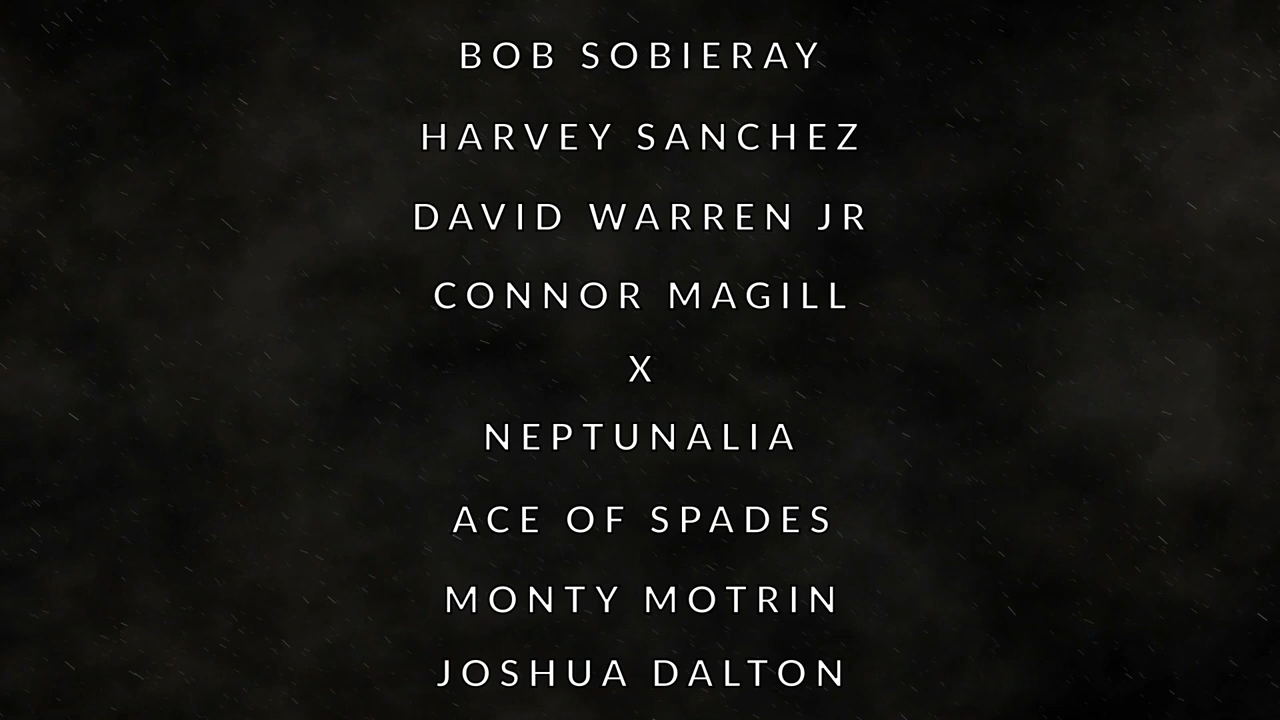 BOB SOBIERAY
HARVEY SANCHEZ
DAVID WARREN JR
CONNOR MAGILL
X
NEPTUNALIA
ACE OF SPADES
MONTY MOTRIN
JOSHUA DALTON